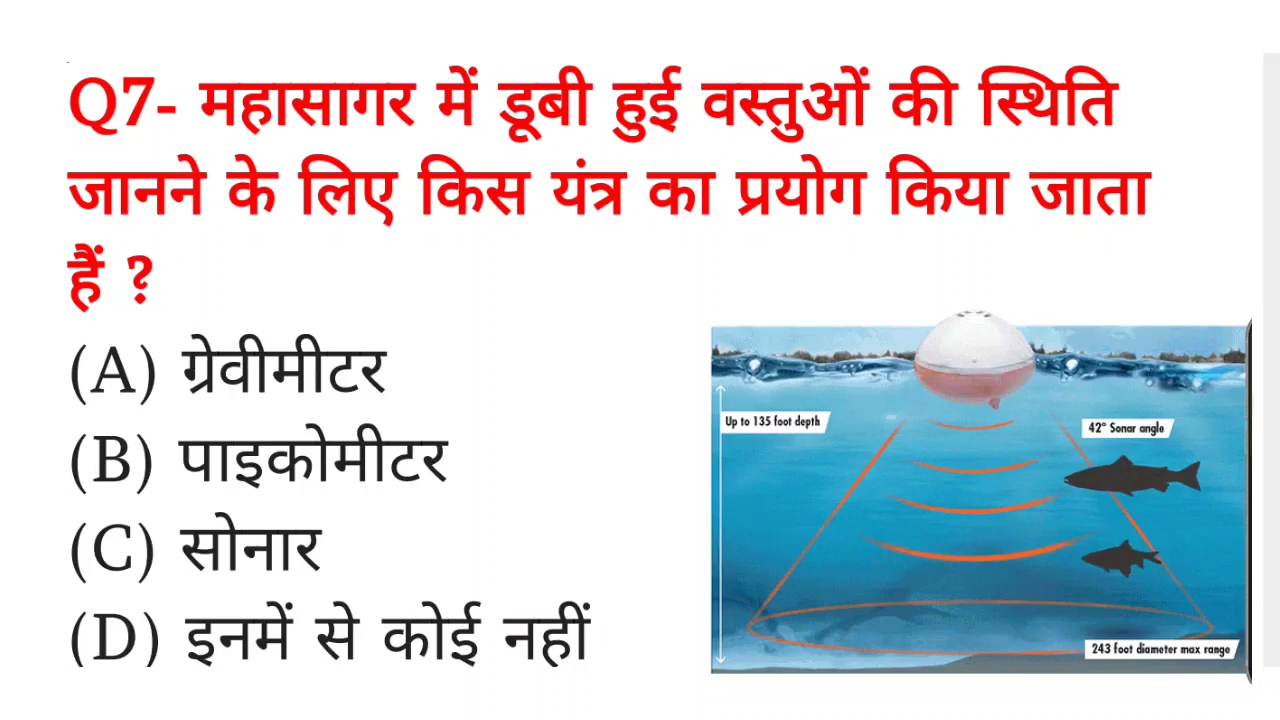 Q7- महासागर में डूबी हुई वस्तुओं की स्थिति
जानने के लिए किस यंत्र का प्रयोग किया जाता
हैं ?
(A) ग्रेवीमीटर
(B) पाइकोमीटर
(C) सोनार
(D) इनमें से कोई नहीं
Up to 135 foot depth
42° Sonar angle
243 foot diameter max range